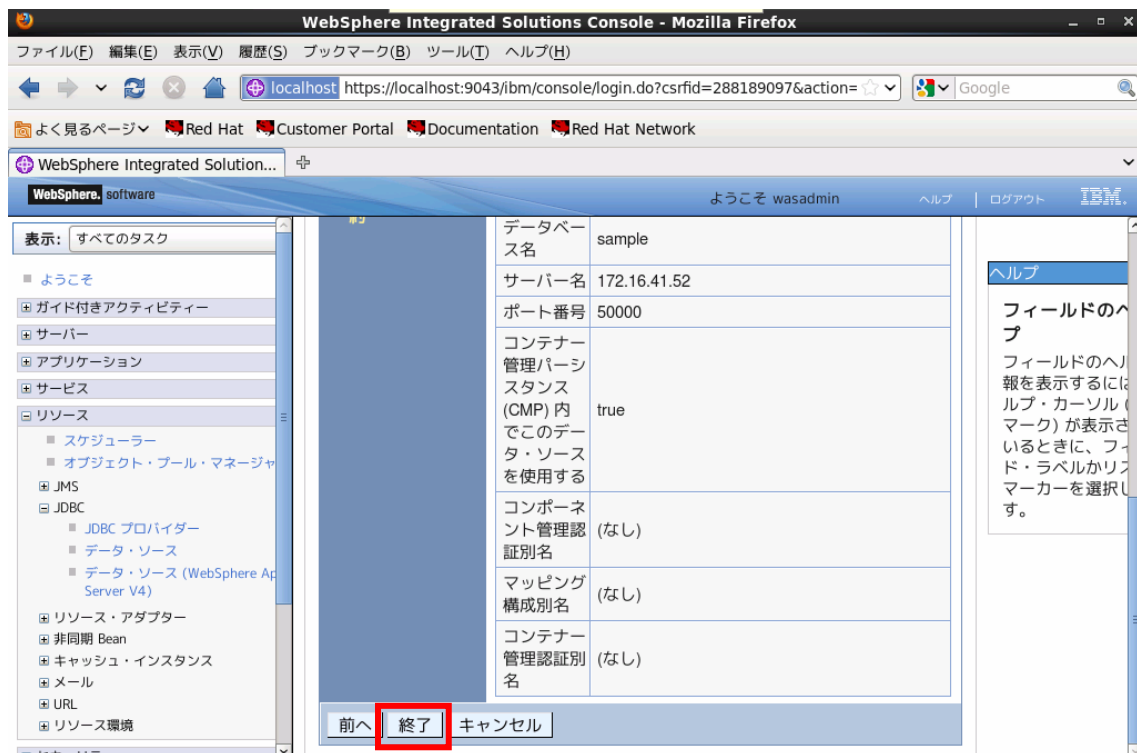 WebSphere Integrated Solutions Console - Mozilla Firefox
ファイル(F) 編集(E) 表示(V) 履歴(S) ブックマーク(B) ツール(T) ヘルプ(H)
localhost https://localhost:9043/ibm/console/login.do?csrfid=288189097&action= Google
よく見るページ Red Hat Customer Portal Documentation Red Hat Network
WebSphere Integrated Solution...
WebSphere. software ようこそ wasadmin ヘルプ | ログアウト IBM.
表示: すべてのタスク
ようこそ
ガイド付きアクティビティー
サーバー
アプリケーション
サービス
リソース
スケジューラー
オブジェクト・プール・マネージャ
JMS
JDBC
JDBC プロバイダー
データ・ソース
データ・ソース (WebSphere Ap
Server V4)
リソース・アダプター
非同期 Bean
キャッシュ・インスタンス
メール
URL
リソース環境
データベー
ス名
sample
サーバー名 172.16.41.52
ポート番号 50000
コンテナー
管理パーシ
スタンス
(CMP) 内
でこのデー
タ・ソース
を使用する
true
コンポーネ
ント管理認
証別名
(なし)
マッピング
構成別名
(なし)
コンテナー
管理認証別
名
(なし)
前へ 終了 キャンセル
ヘルプ
フィールドのヘ
プ
フィールドのヘル
報を表示するには
ルプ・カーソル (
マーク) が表示さ
いるときに、フィ
ド・ラベルかリス
マーカーを選択し
す。